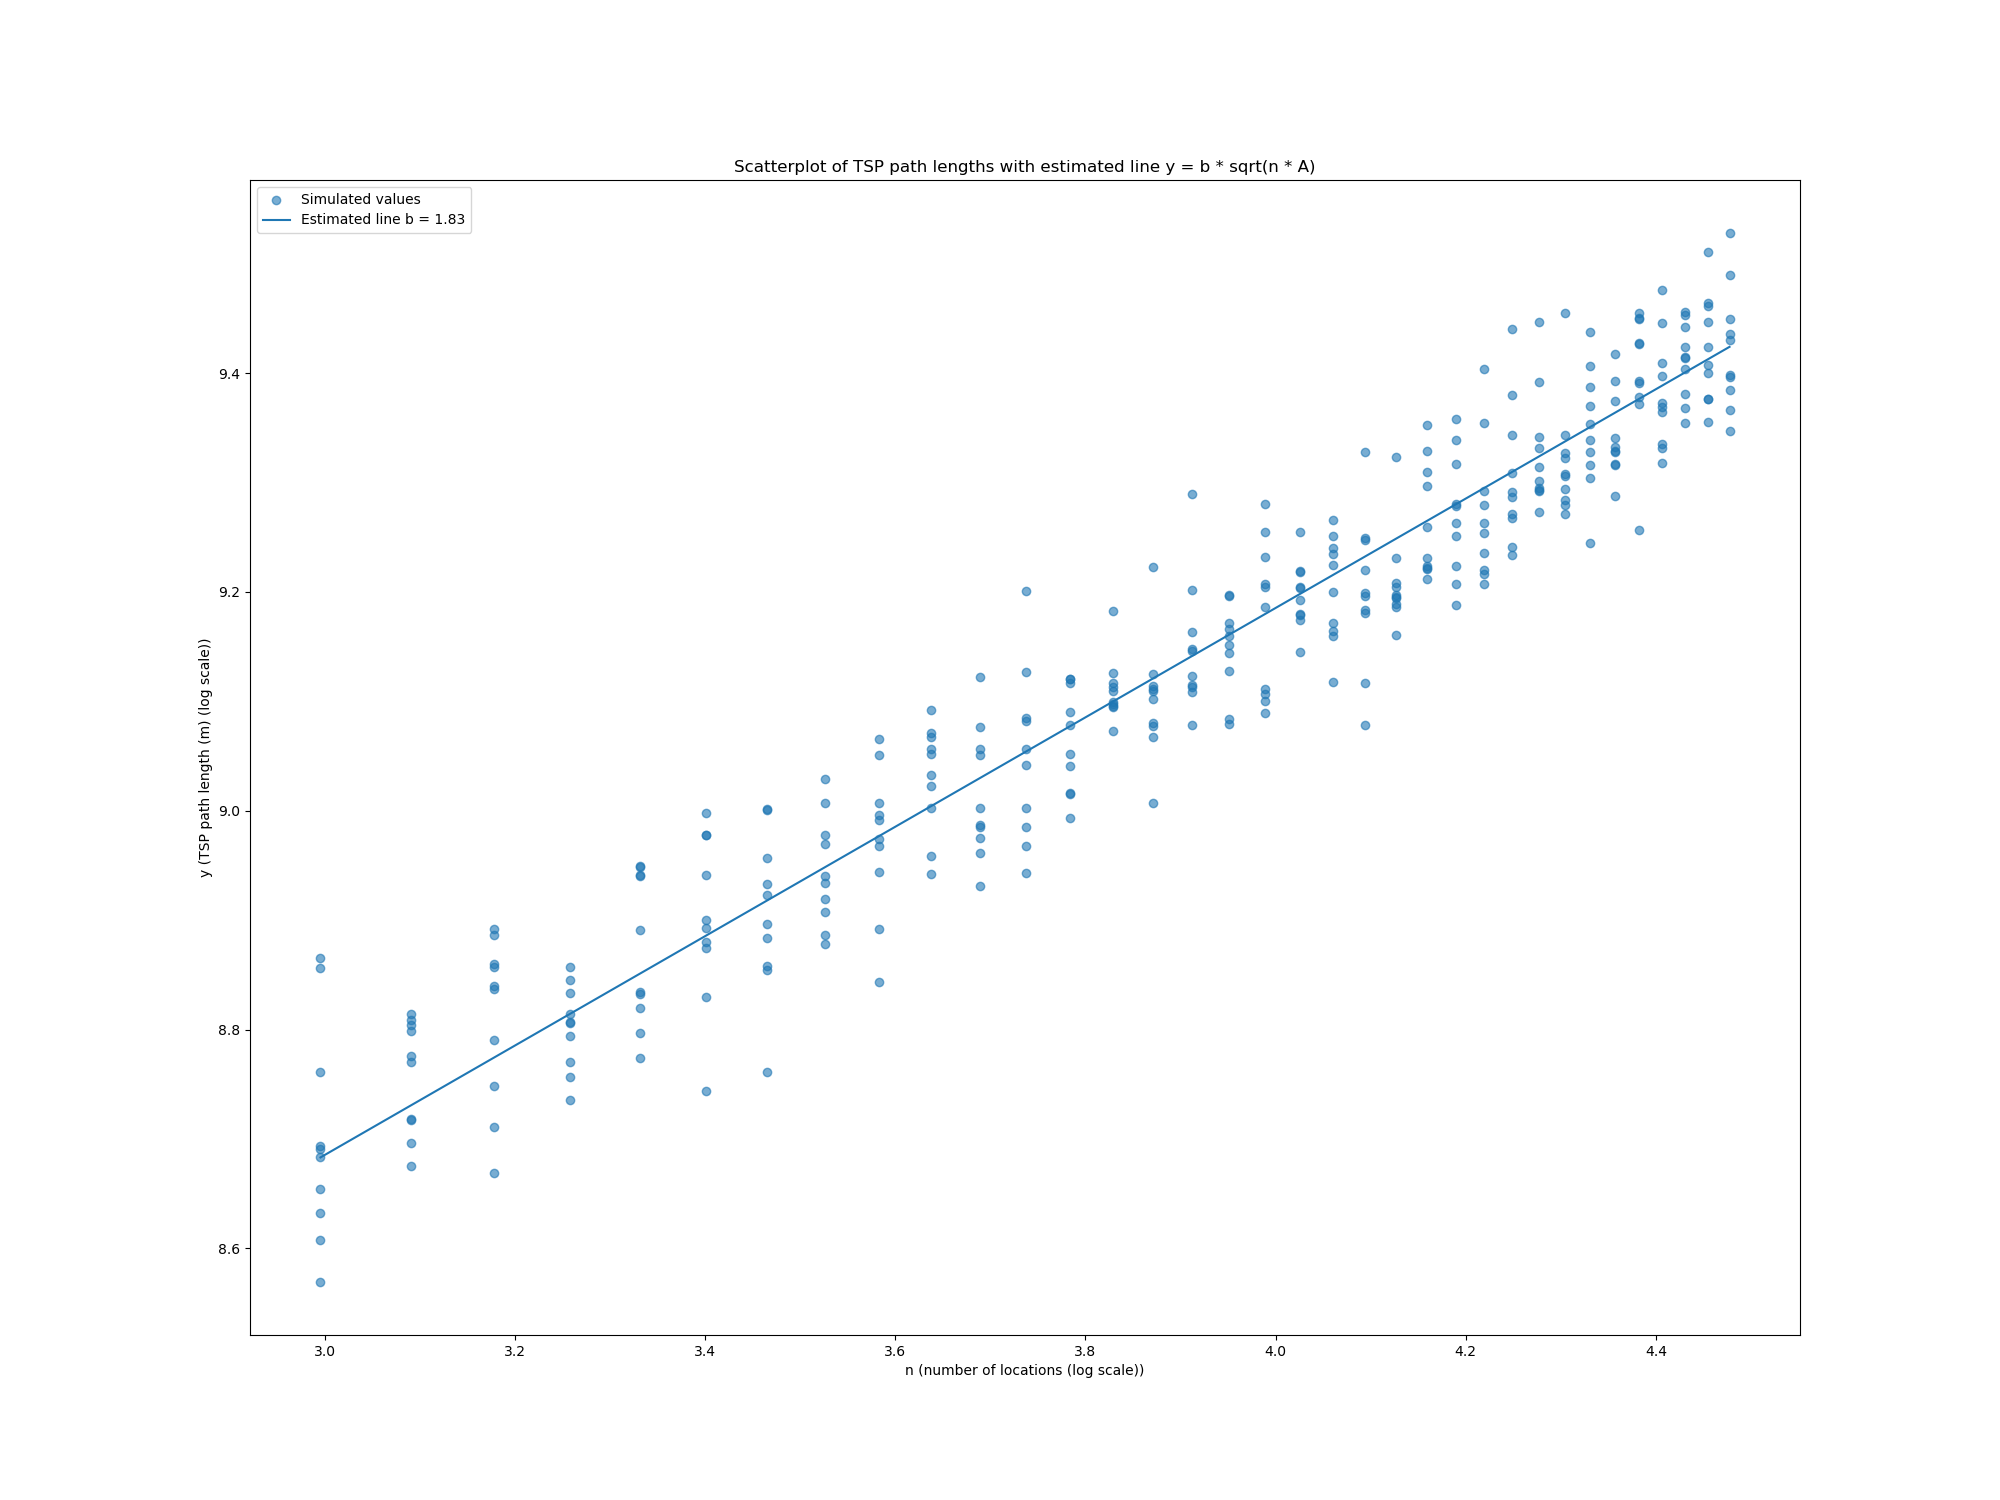 Scatterplot of TSP path lengths with estimated line y = b * sqrt(n * A)
Simulated values
Estimated line b = 1.83
y (TSP path length (m) (log scale))
9.4
9.2
9.0
8.8
8.6
3.0 3.2 3.4 3.6 3.8 4.0 4.2 4.4
n (number of locations (log scale))